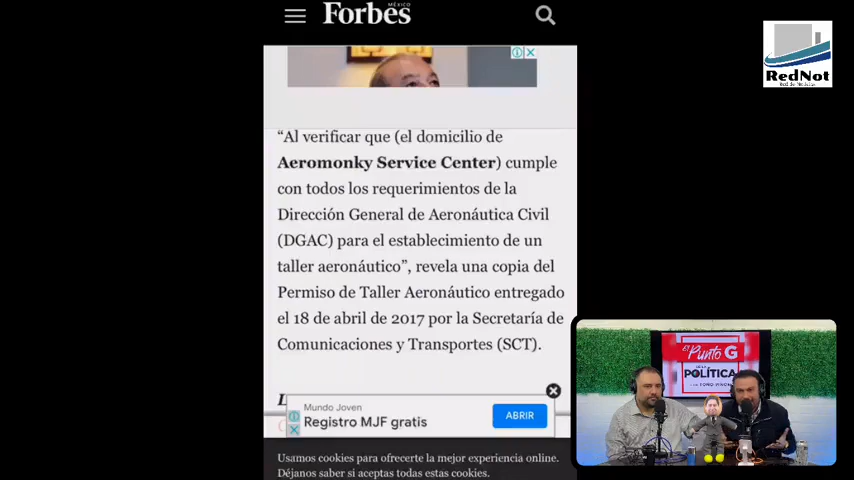 MÉXICO
Forbes
RedNot
Red de Noticias
“Al verificar que (el domicilio de
Aeromonky Service Center) cumple
con todos los requerimientos de la
Dirección General de Aeronáutica Civil
(DGAC) para el establecimiento de un
taller aeronáutico”, revela una copia del
Permiso de Taller Aeronáutico entregado
el 18 de abril de 2017 por la Secretaría de
Comunicaciones y Transportes (SCT).
Mundo Joven
Registro MJF gratis
ABRIR
Usamos cookies para ofrecerte la mejor experiencia online.
Déjanos saber si aceptas todas estas cookies.
El Punto G
POLÍTICA